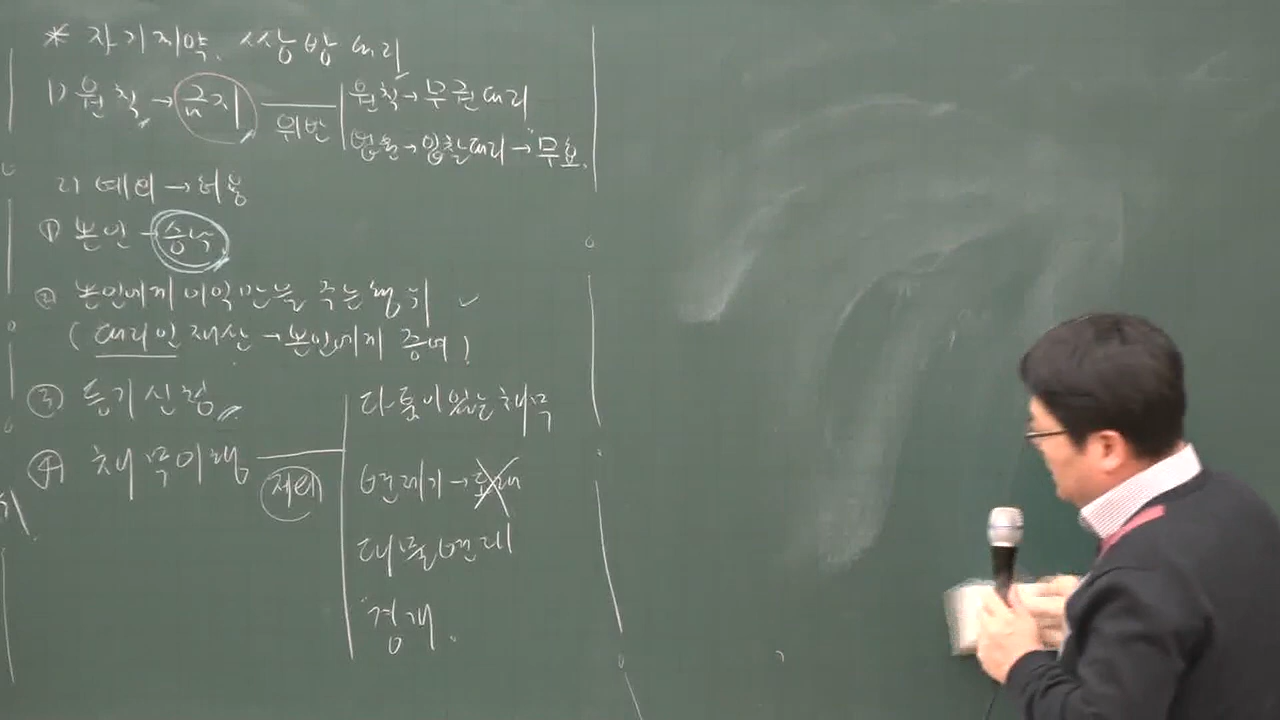 * 자기계약, 쌍방대리
1) 원칙 → 금지 위반 원칙 → 무권대리
법원 → 쌍방대리 → 무효.
2) 예외 → 허용
① 본인 - 승낙
② 본인에게 이익만을 주는 행위 ✓
( 대리인 재산 → 본인에게 증여 )
③ 등기신청
④ 채무이행 제외
다툼이 있는 채무
변제기 → 도래
대물변제
경개.